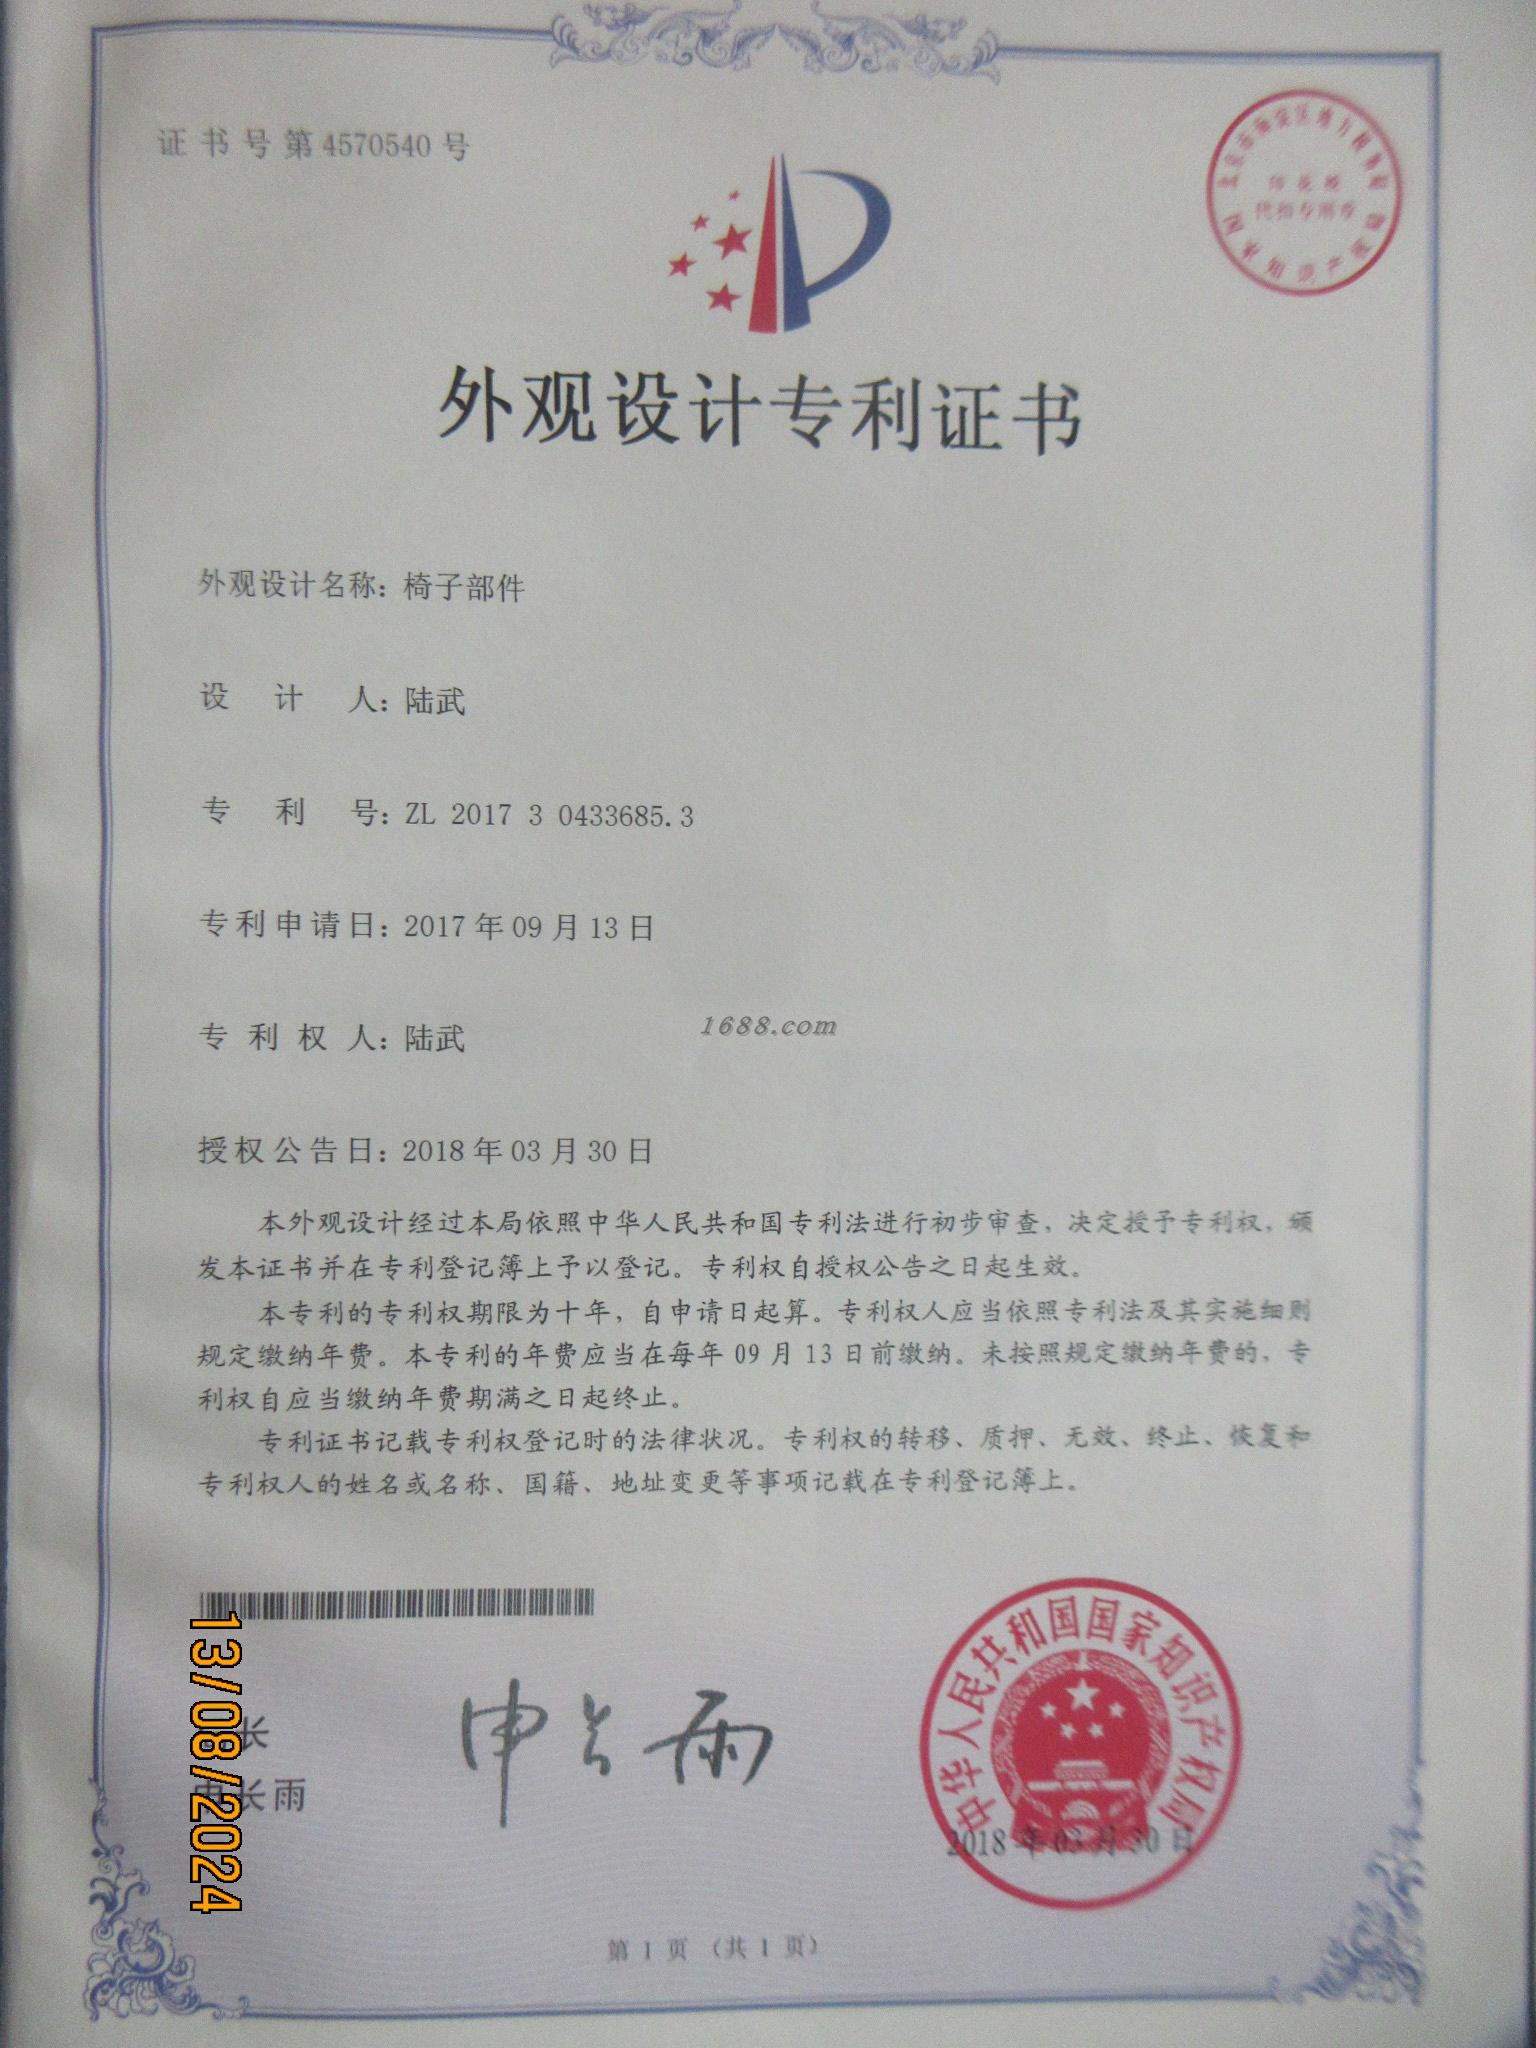 证书号第4570540号
印花税
代扣专用章
外观设计专利证书
外观设计名称：椅子部件
设计人：陆武
专利号：ZL 2017 3 0433685.3
专利申请日：2017年09月13日
专利权人：陆武
1688.com
授权公告日：2018年03月30日
本外观设计经过本局依照中华人民共和国专利法进行初步审查，决定授予专利权，颁
发本证书并在专利登记簿上予以登记。专利权自授权公告之日起生效。
本专利的专利权期限为十年，自申请日起算。专利权人应当依照专利法及其实施细则
规定缴纳年费。本专利的年费应当在每年09月13日前缴纳。未按照规定缴纳年费的，专
利权自应当缴纳年费期满之日起终止。
专利证书记载专利权登记时的法律状况。专利权的转移、质押、无效、终止、恢复和
专利权人的姓名或名称、国籍、地址变更等事项记载在专利登记簿上。
长
申长雨
申长雨
中华人民共和国国家知识产权局
2018年03月30日
13/08/2024
第1页（共1页）